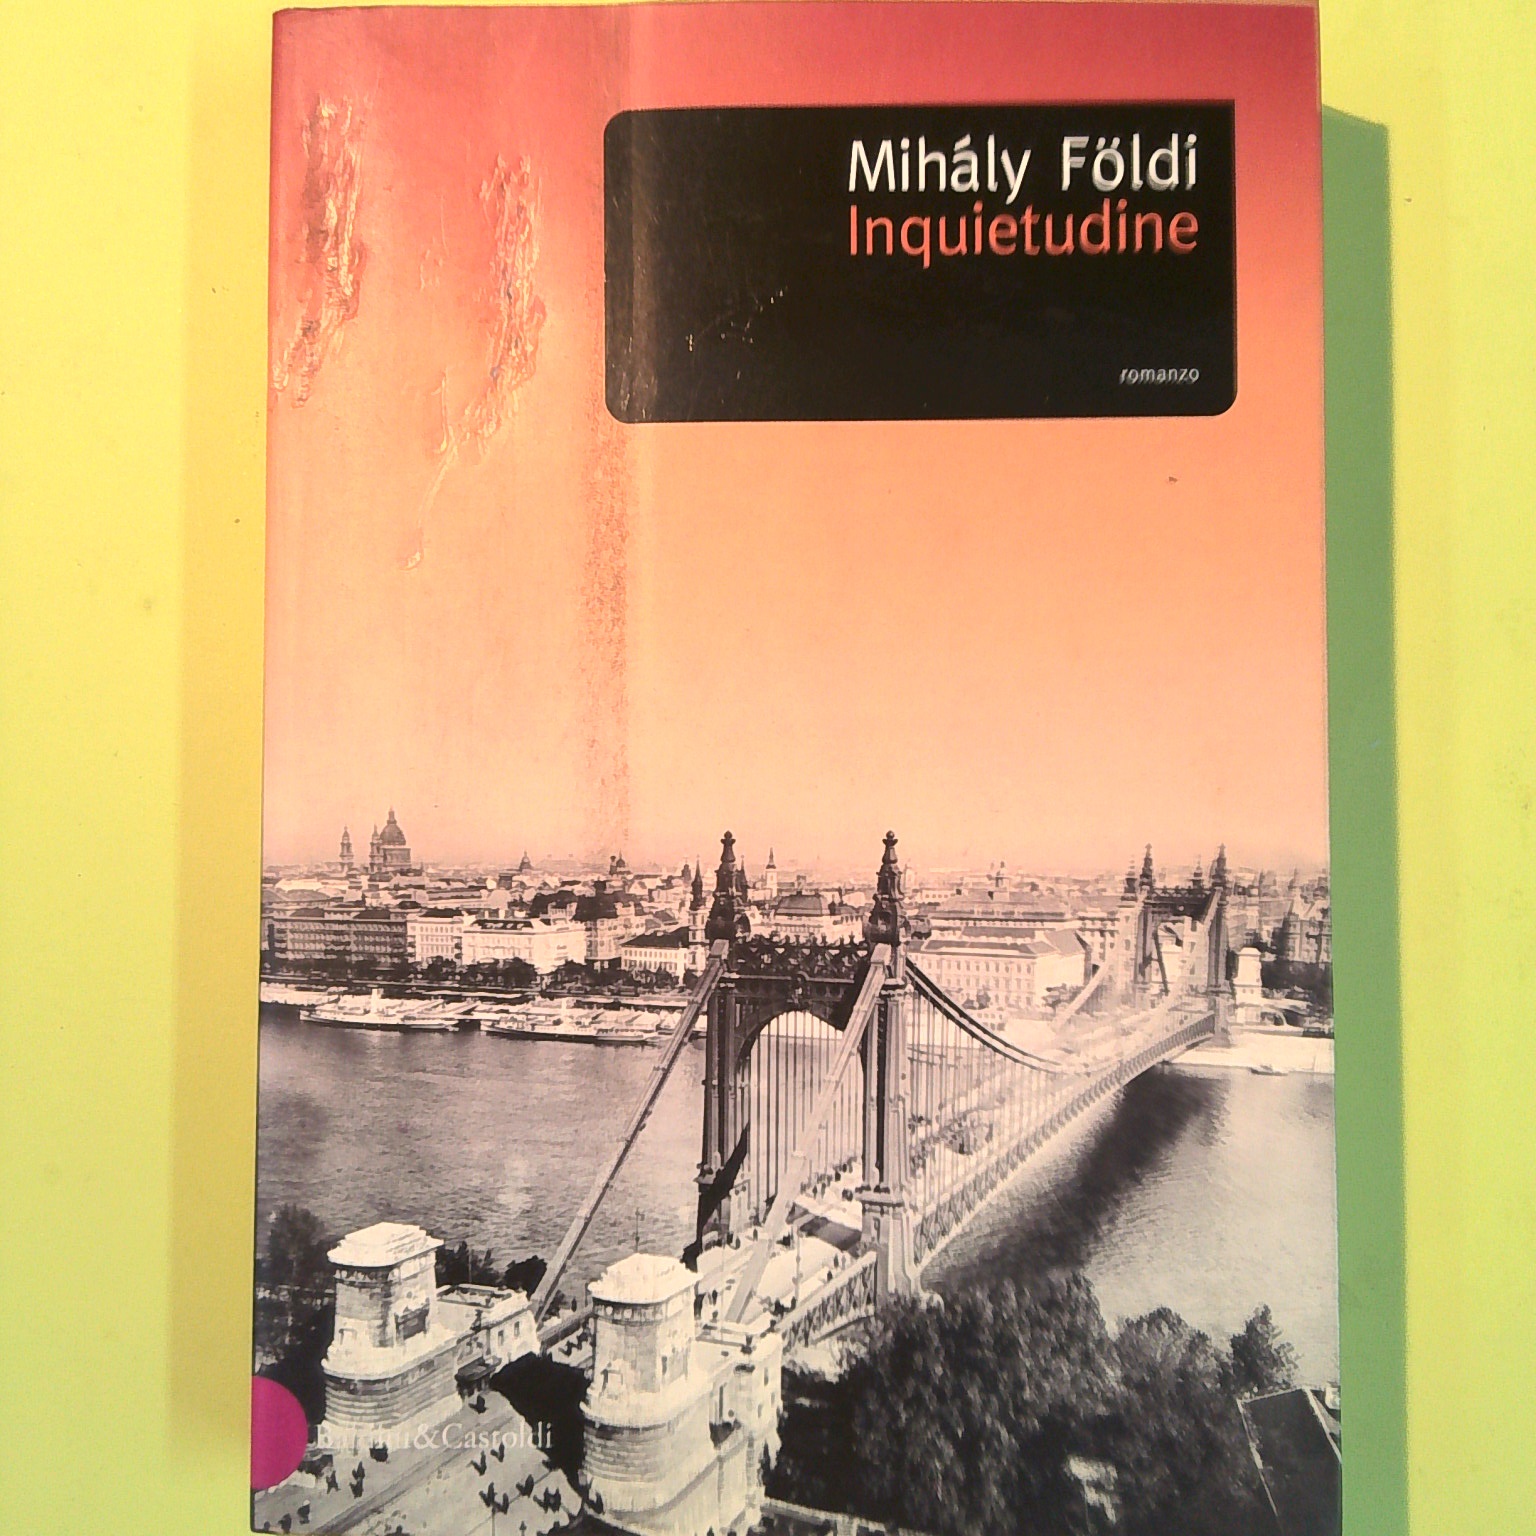 Mihály Földi
Inquietudine
romanzo
Baldini&Castoldi